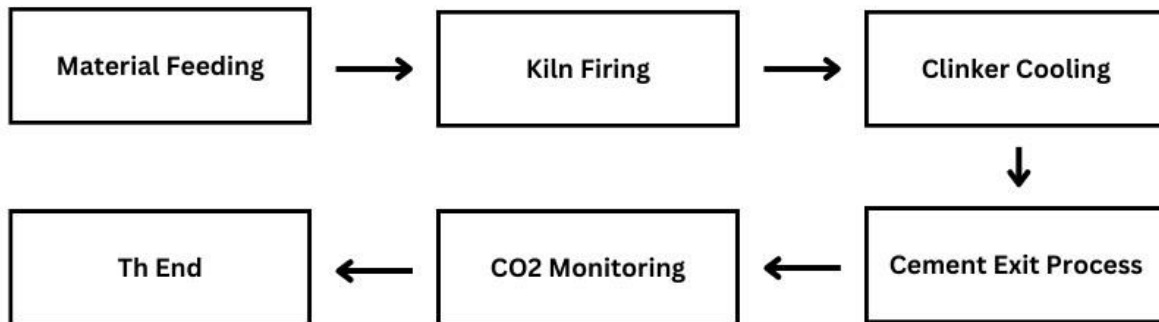 Material Feeding
Kiln Firing
Clinker Cooling
Cement Exit Process
CO2 Monitoring
Th End